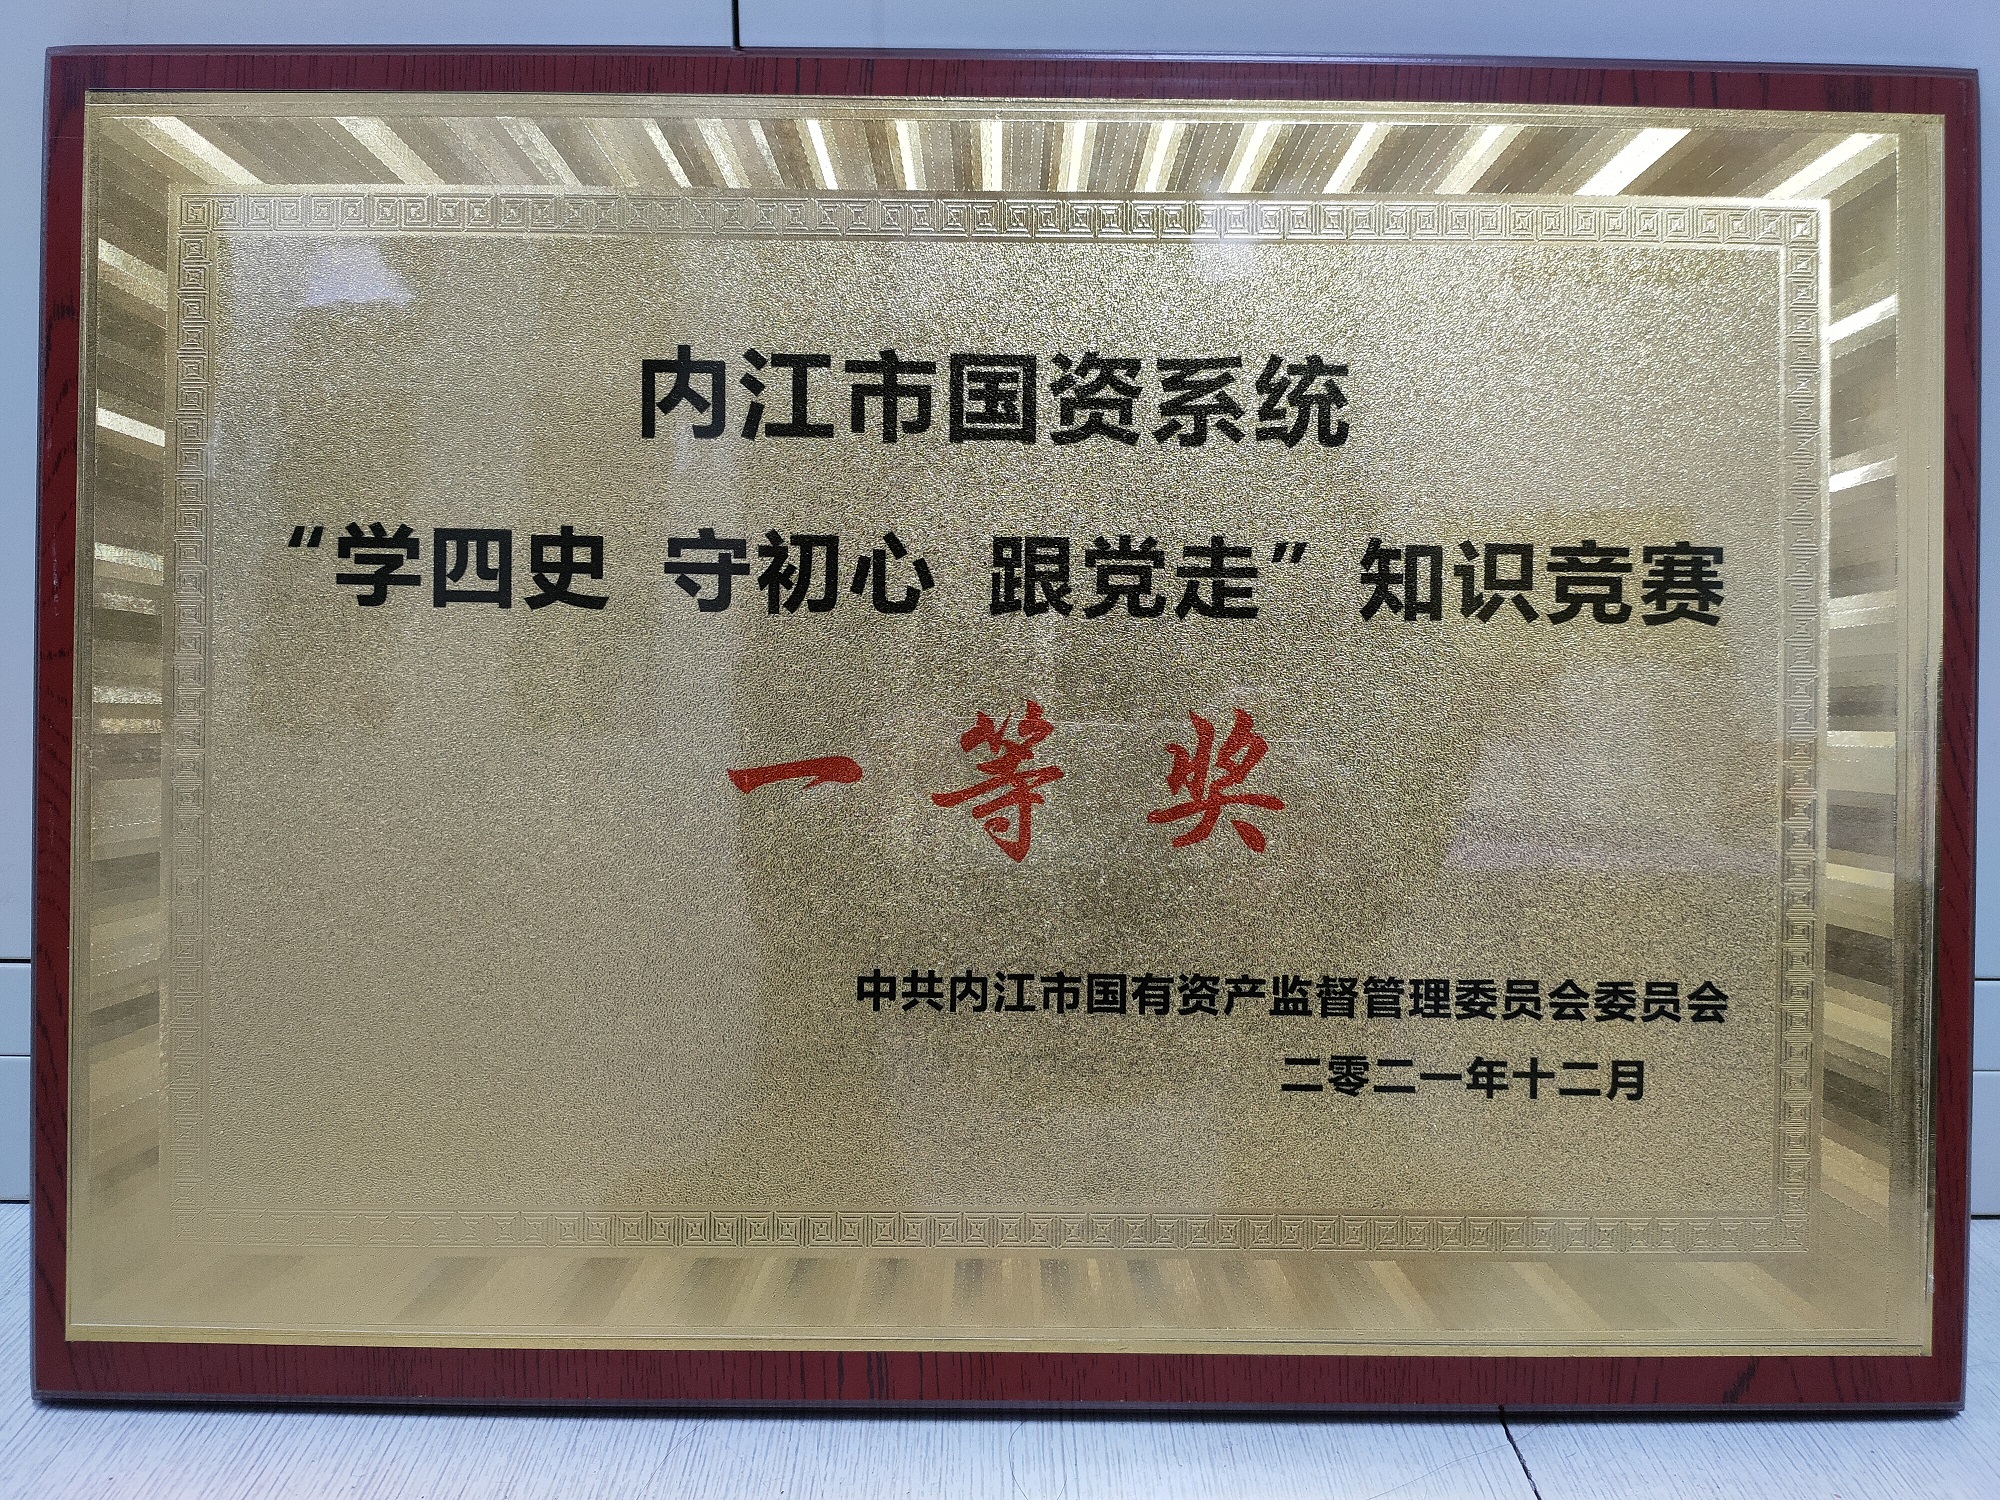 内江市国资系统
“学四史 守初心 跟党走”知识竞赛
一等奖
中共内江市国有资产监督管理委员会委员会
二零二一年十二月